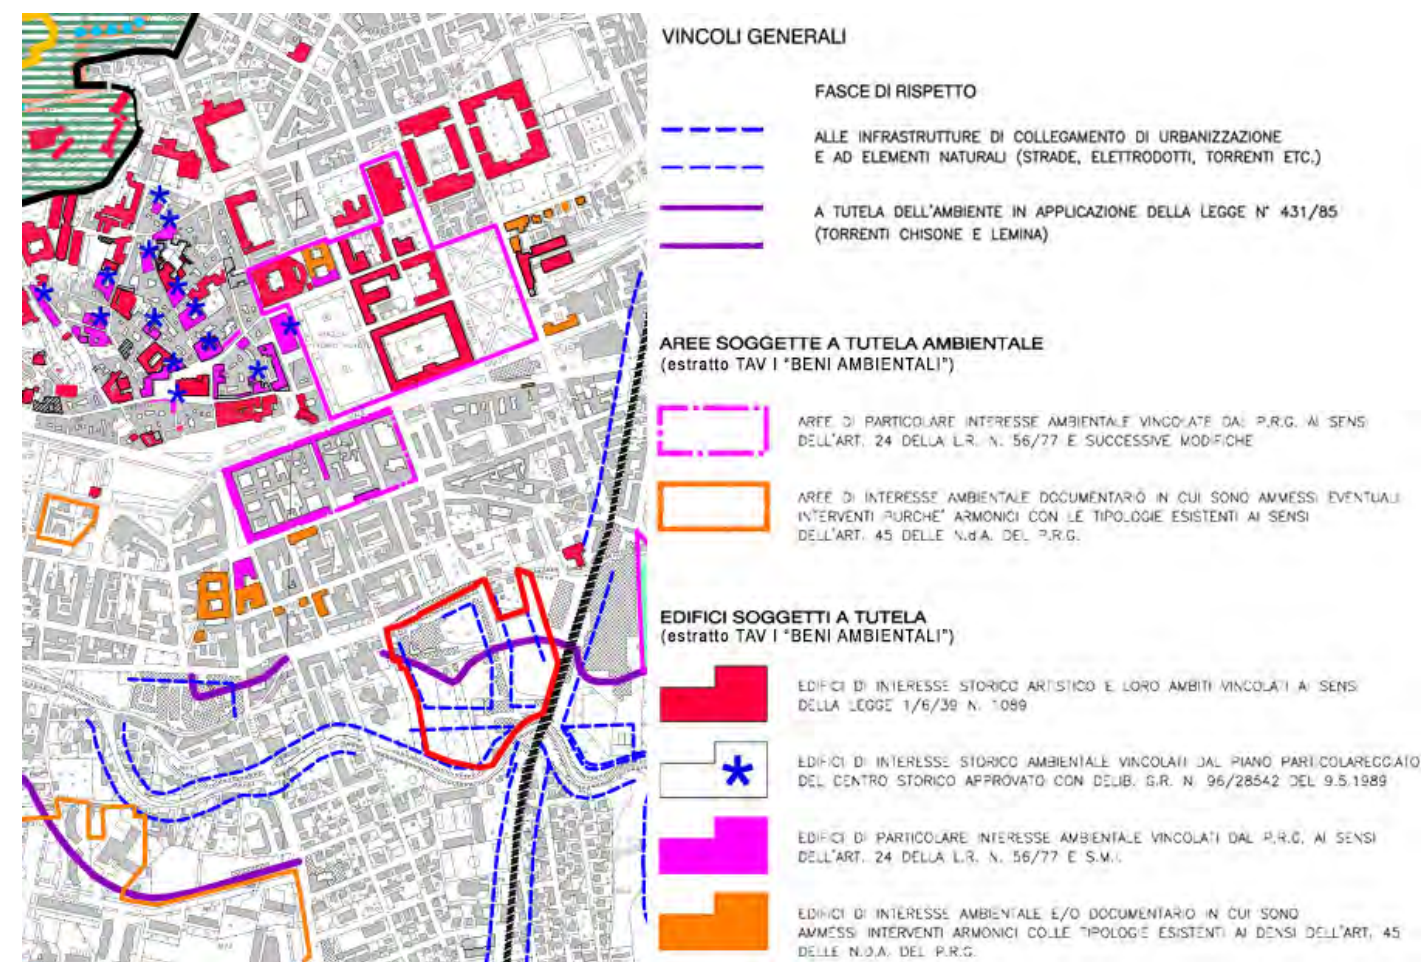 VINCOLI GENERALI
FASCE DI RISPETTO
ALLE INFRASTRUTTURE DI COLLEGAMENTO DI URBANIZZAZIONE
E AD ELEMENTI NATURALI (STRADE, ELETTRODOTTI, TORRENTI ETC.)
A TUTELA DELL'AMBIENTE IN APPLICAZIONE DELLA LEGGE N° 431/85
(TORRENTI CHISONE E LEMINA)
AREE SOGGETTE A TUTELA AMBIENTALE
(estratto TAV I "BENI AMBIENTALI")
AREE DI PARTICOLARE INTERESSE AMBIENTALE VINCOLATE DAL P.R.G. AI SENSI
DELL'ART. 24 DELLA L.R. N. 56/77 E SUCCESSIVE MODIFICHE
AREE DI INTERESSE AMBIENTALE DOCUMENTARIO IN CUI SONO AMMESSI EVENTUALI
INTERVENTI PURCHE' ARMONICI CON LE TIPOLOGIE ESISTENTI AI SENSI
DELL'ART. 45 DELLE N.d'A. DEL P.R.G.
EDIFICI SOGGETTI A TUTELA
(estratto TAV I "BENI AMBIENTALI")
EDIFICI DI INTERESSE STORICO ARTISTICO E LORO AMBITI VINCOLATI AI SENSI
DELLA LEGGE 1/6/39 N. 1089
EDIFICI DI INTERESSE STORICO AMBIENTALE VINCOLATI DAL PIANO PARTICOLAREGGIATO
DEL CENTRO STORICO APPROVATO CON DELIB. G.R. N. 96/28542 DEL 9.5.1989
EDIFICI DI PARTICOLARE INTERESSE AMBIENTALE VINCOLATI DAL P.R.G. AI SENSI
DELL'ART. 24 DELLA L.R. N. 56/77 E S.M.I.
EDIFICI DI INTERESSE AMBIENTALE E/O DOCUMENTARIO IN CUI SONO
AMMESSI INTERVENTI ARMONICI COLLE TIPOLOGIE ESISTENTI AI DENSI DELL'ART. 45
DELLE N.D.A. DEL P.R.G.